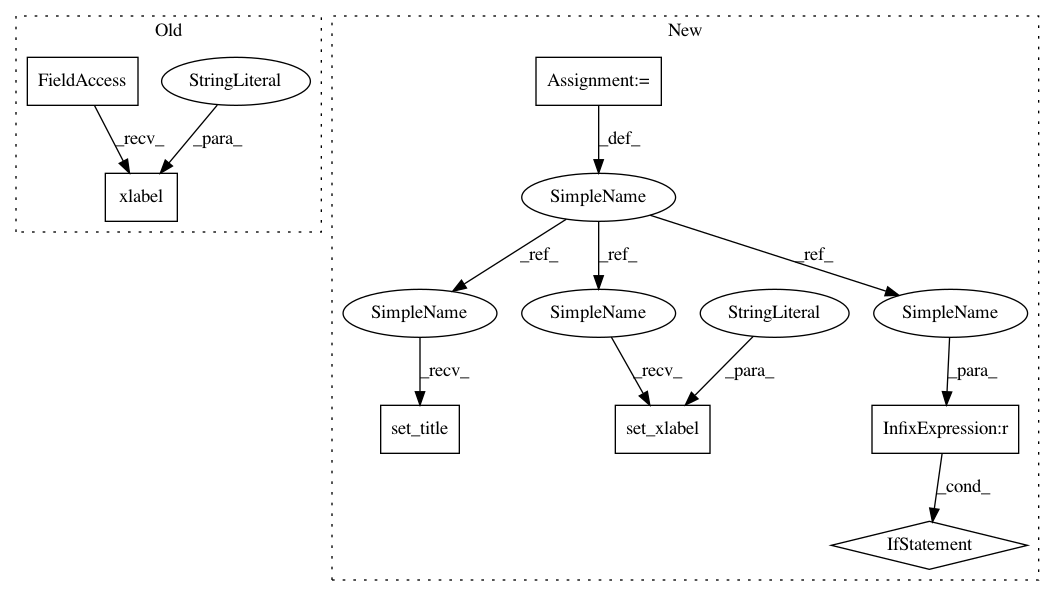 Old
New
FieldAccess
StringLiteral
Assignment:=
_recv_
_para_
_def_
xlabel
SimpleName
_ref_
_ref_
_ref_
SimpleName
SimpleName
StringLiteral
SimpleName
_recv_
_recv_
_para_
_para_
set_title
set_xlabel
InfixExpression:r
_cond_
IfStatement